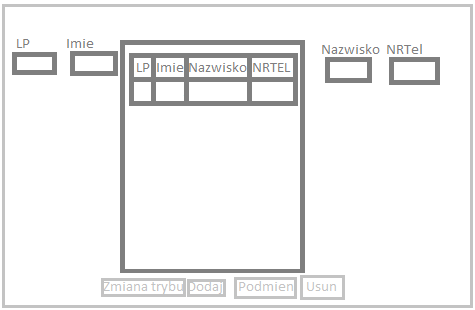 LP Imie Nazwisko NRTel
LP Imie Nazwisko NRTEL
Zmiana trybu Dodaj Podmien Usun